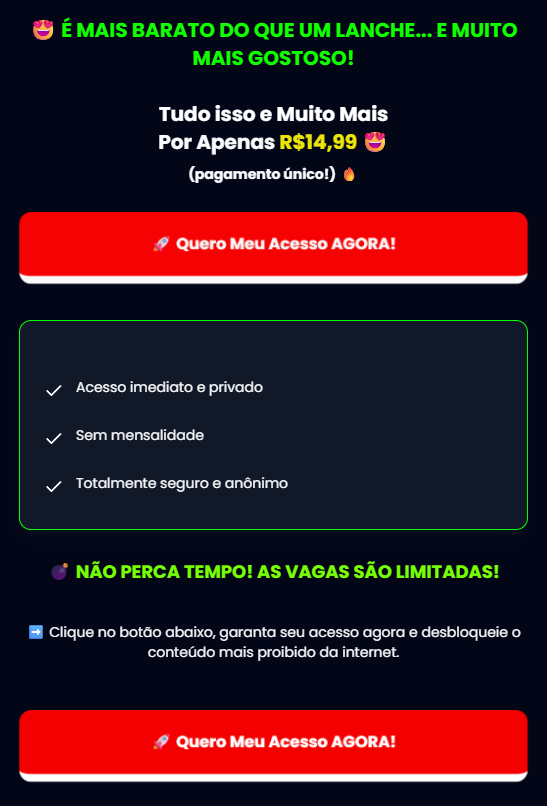 🤩 É MAIS BARATO DO QUE UM LANCHE... E MUITO
MAIS GOSTOSO!
Tudo isso e Muito Mais
Por Apenas R$14,99 🤩
(pagamento único!) 🔥
🚀 Quero Meu Acesso AGORA!
Acesso imediato e privado
Sem mensalidade
Totalmente seguro e anônimo
💣 NÃO PERCA TEMPO! AS VAGAS SÃO LIMITADAS!
➡️ Clique no botão abaixo, garanta seu acesso agora e desbloqueie o
conteúdo mais proibido da internet.
🚀 Quero Meu Acesso AGORA!